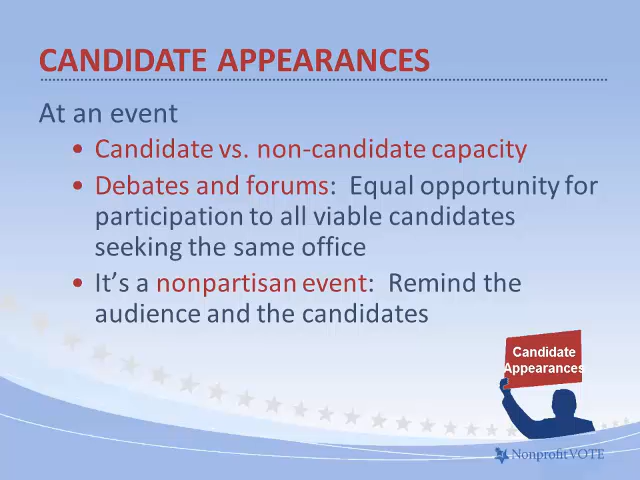 CANDIDATE APPEARANCES
At an event
• Candidate vs. non-candidate capacity
• Debates and forums: Equal opportunity for
participation to all viable candidates
seeking the same office
• It's a nonpartisan event: Remind the
audience and the candidates
Candidate
Appearances
NonprofitVOTE